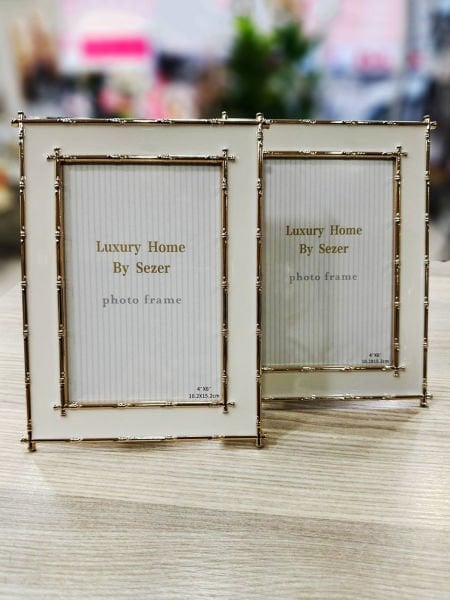 Luxury Home
By Sezer
photo frame
4"X6"
10.2X15.2cm
Luxury Home
By Sezer
photo frame
4"X6"
10.2X15.2cm